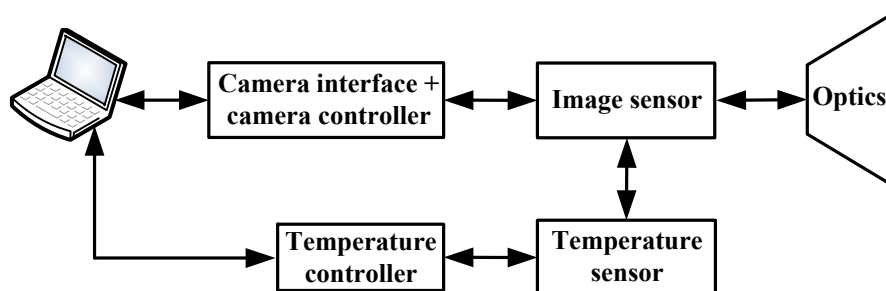 Camera interface +
camera controller
Image sensor
Optics
Temperature
controller
Temperature
sensor